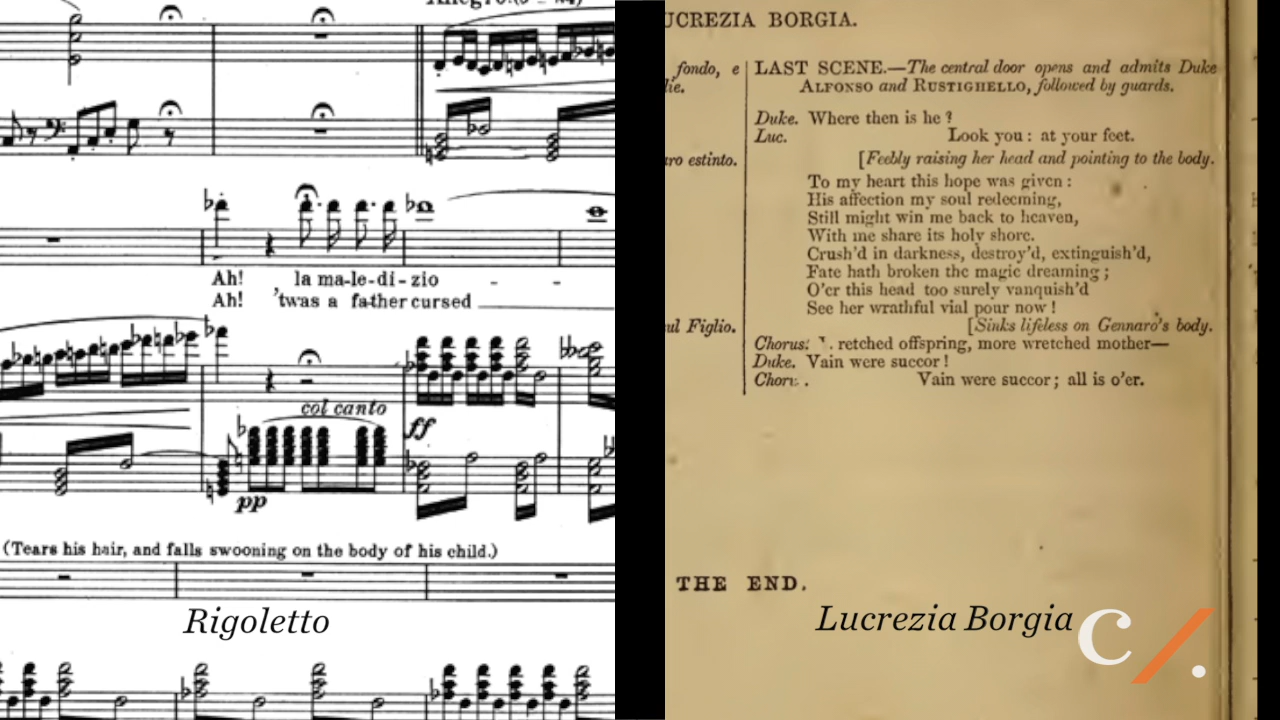 col canto
Ah! la ma-le-di-zio - -
Ah! 'twas a father cursed
pp
ff
(Tears his hair, and falls swooning on the body of his child.)
Rigoletto
BORGIA.
fondo, e
ro estinto.
Figlio.
LAST SCENE.—The central door opens and admits Duke
ALFONSO and RUSTIGHELLO, followed by guards.
Duke. Where then is he ?
Luc. Look you : at your feet.
[Feebly raising her head and pointing to the body.
To my heart this hope was given :
His affection my soul redeeming,
Still might win me back to heaven,
With me share its holy shore.
Crush'd in darkness, destroy'd, extinguish'd,
Fate hath broken the magic dreaming ;
O'er this head too surely vanquish'd
See her wrathful vial pour now !
[Sinks lifeless on Gennaro's body.
Chorus. retched offspring, more wretched mother—
Duke. Vain were succor !
Chor. Vain were succor ; all is o'er.
THE END.
Lucrezia Borgia
C/.